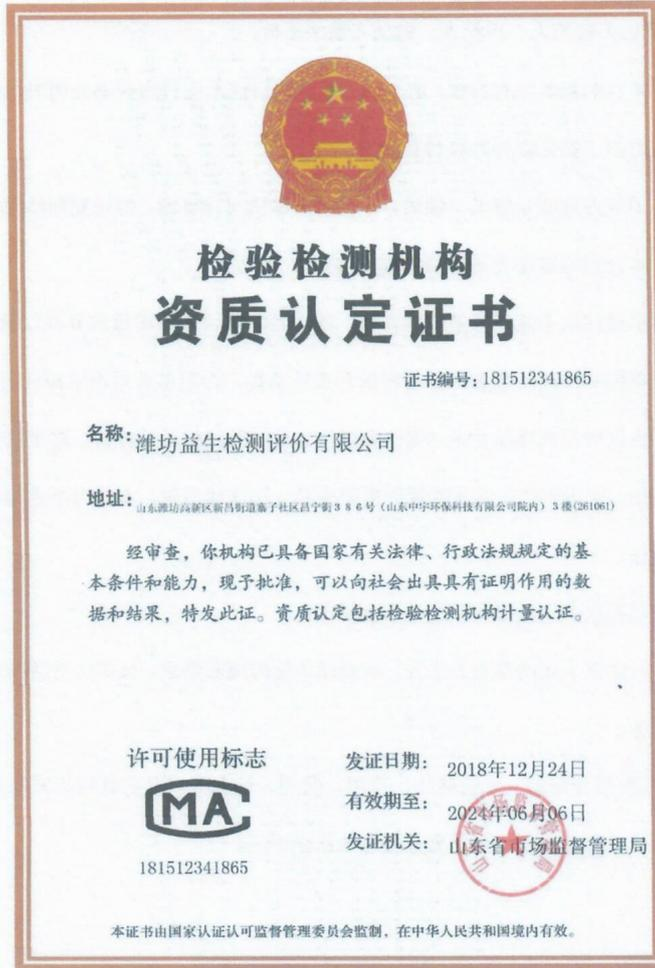 检验检测机构
资质认定证书
证书编号:181512341865
名称:潍坊益生检测评价有限公司
地址:山东潍坊高新区新昌街道寨子社区昌宁街386号(山东中华环保科技有限公司院内)3楼(261061)
经审查,你机构已具备国家有关法律、行政法规规定的基
本条件和能力,现予批准,可以向社会出具具有证明作用的数
据和结果,特发此证。资质认定包括检验检测机构计量认证。
许可使用标志
MA
181512341865
发证日期:2018年12月24日
有效期至:2024年06月06日
发证机关:山东省市场监督管理局
本证书由国家认证认可监督管理委员会监制,在中华人民共和国境内有效。